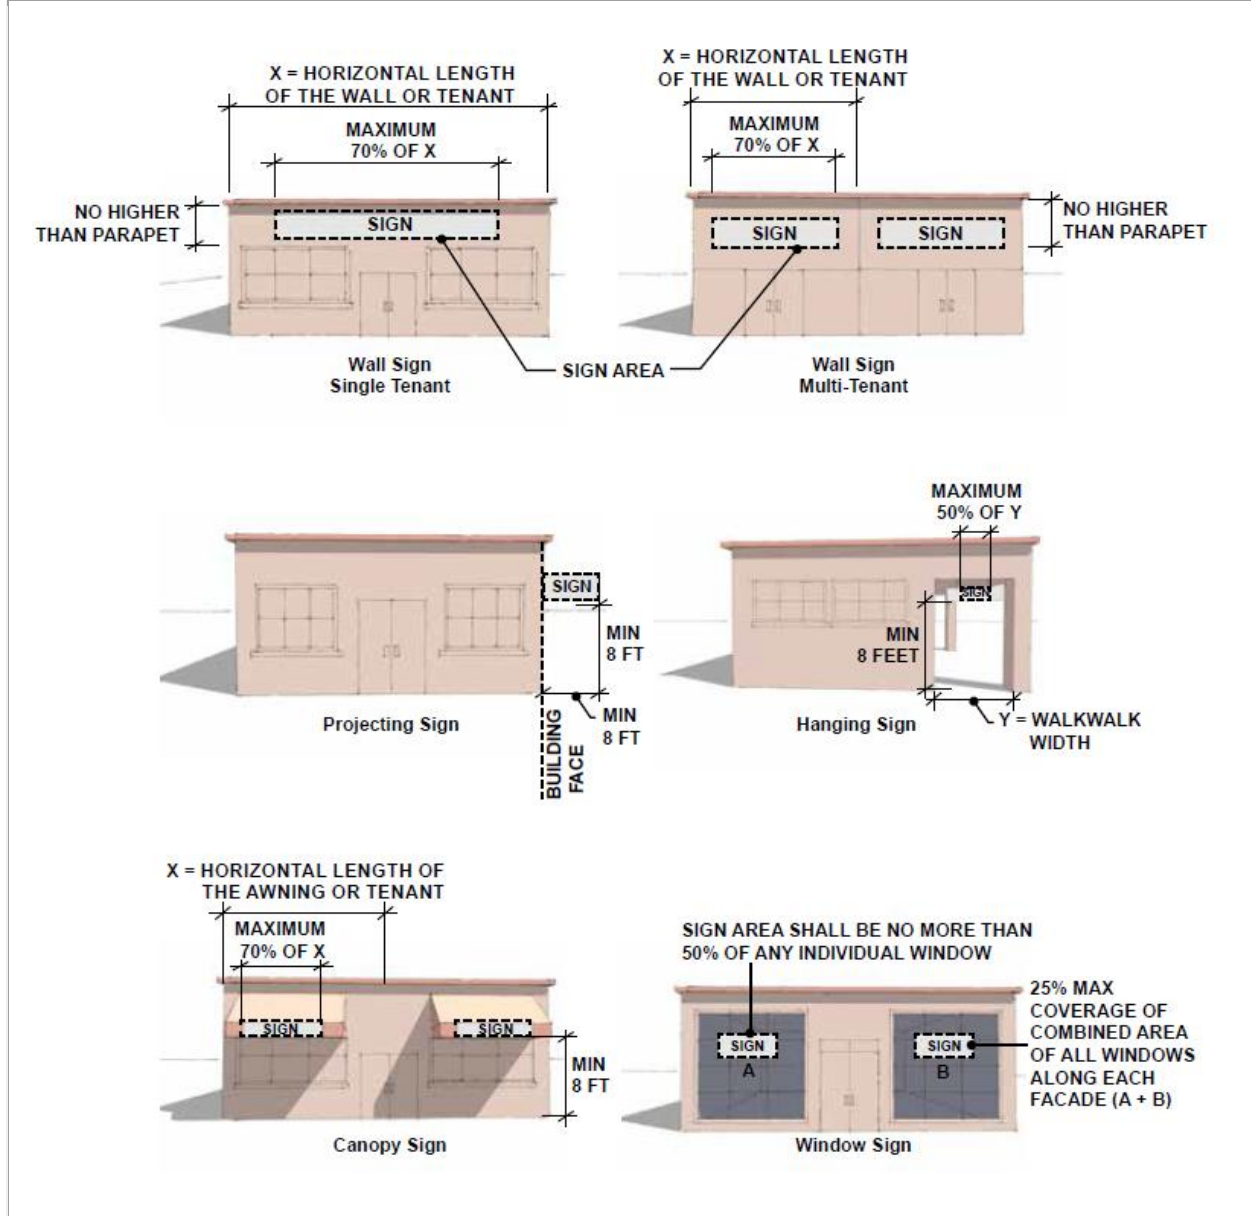 X = HORIZONTAL LENGTH
OF THE WALL OR TENANT
MAXIMUM
70% OF X
NO HIGHER
THAN PARAPET
SIGN
Wall Sign
Single Tenant
SIGN AREA
X = HORIZONTAL LENGTH
OF THE WALL OR TENANT
MAXIMUM
70% OF X
SIGN
SIGN
NO HIGHER
THAN PARAPET
Wall Sign
Multi-Tenant
SIGN
MIN
8 FT
MIN
8 FT
BUILDING
FACE
Projecting Sign
MAXIMUM
50% OF Y
SIGN
MIN
8 FEET
Y = WALKWALK
WIDTH
Hanging Sign
X = HORIZONTAL LENGTH OF
THE AWNING OR TENANT
MAXIMUM
70% OF X
SIGN
SIGN
MIN
8 FT
Canopy Sign
SIGN AREA SHALL BE NO MORE THAN
50% OF ANY INDIVIDUAL WINDOW
SIGN
A
SIGN
B
25% MAX
COVERAGE OF
COMBINED AREA
OF ALL WINDOWS
ALONG EACH
FACADE (A + B)
Window Sign